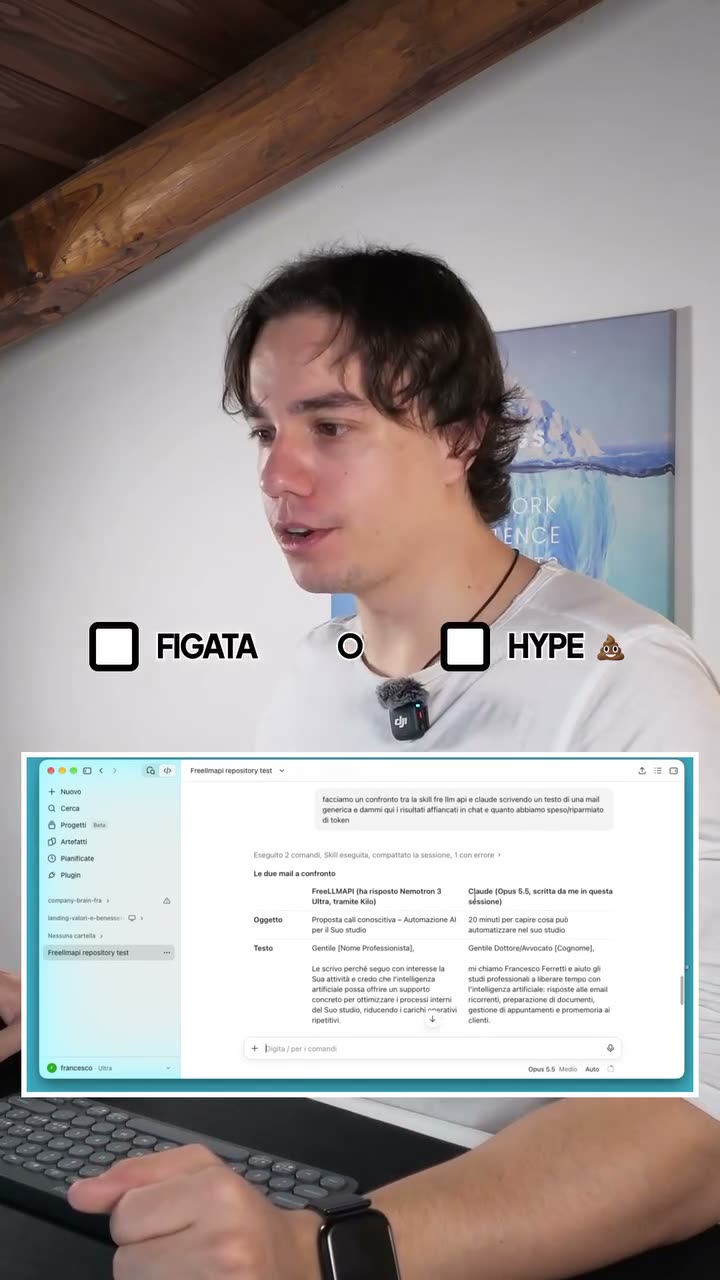 SS
ORK
IENCE
FIGATA O HYPE 💩
dji
Freellmapi repository test
Nuovo
Cerca
Progetti Beta
Artefatti
Pianificate
Plugin
company-brain-fra
landing-valori-e-benesse
Nessuna cartella
Freellmapi repository test
francesco · Ultra
facciamo un confronto tra la skill fre llm api e claude scrivendo un testo di una mail
generica e dammi qui i risultati affiancati in chat e quanto abbiamo speso/riparmiato
di token
Eseguito 2 comandi, Skill eseguita, compattato la sessione, 1 con errore
Le due mail a confronto
FreeLLMAPI (ha risposto Nemotron 3
Ultra, tramite Kilo)
Claude (Opus 5.5, scritta da me in questa
sessione)
Oggetto
Proposta call conoscitiva – Automazione AI
per il Suo studio
20 minuti per capire cosa può
automatizzare nel suo studio
Testo
Gentile [Nome Professionista],
Le scrivo perché seguo con interesse la
Sua attività e credo che l'intelligenza
artificiale possa offrire un supporto
concreto per ottimizzare i processi interni
del Suo studio, riducendo i carichi operativi
ripetitivi.
Gentile Dottore/Avvocato [Cognome],
mi chiamo Francesco Ferretti e aiuto gli
studi professionali a liberare tempo con
l'intelligenza artificiale: risposte alle email
ricorrenti, preparazione di documenti,
gestione di appuntamenti e promemoria ai
clienti.
Digita / per i comandi
Opus 5.5 Medio Auto